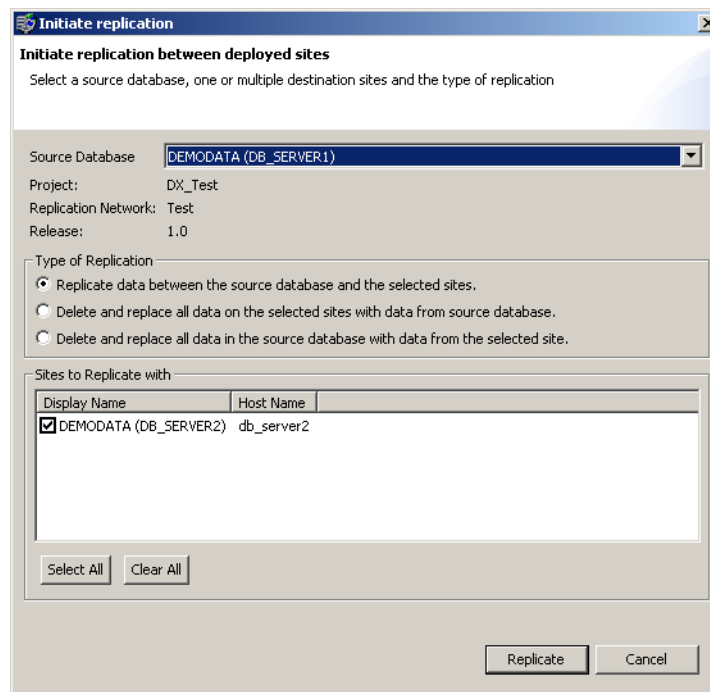 Initiate replication
Initiate replication between deployed sites
Select a source database, one or multiple destination sites and the type of replication
Source Database DEMODATA (DB_SERVER1)
Project: DX_Test
Replication Network: Test
Release: 1.0
Type of Replication
Replicate data between the source database and the selected sites.
Delete and replace all data on the selected sites with data from source database.
Delete and replace all data in the source database with data from the selected site.
Sites to Replicate with
Display Name Host Name
DEMODATA (DB_SERVER2) db_server2
Select All Clear All
Replicate Cancel